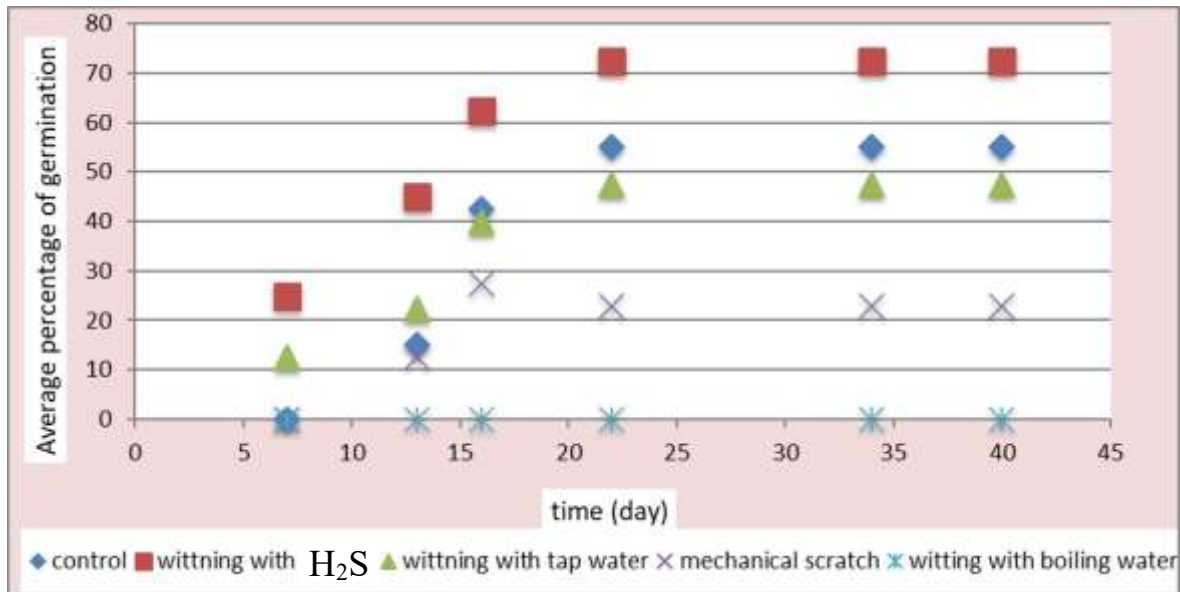 Average percentage of germination
80
70
60
50
40
30
20
10
0
0 5 10 15 20 25 30 35 40 45
time (day)
control wittning with H₂S wittning with tap water mechanical scratch witting with boiling water